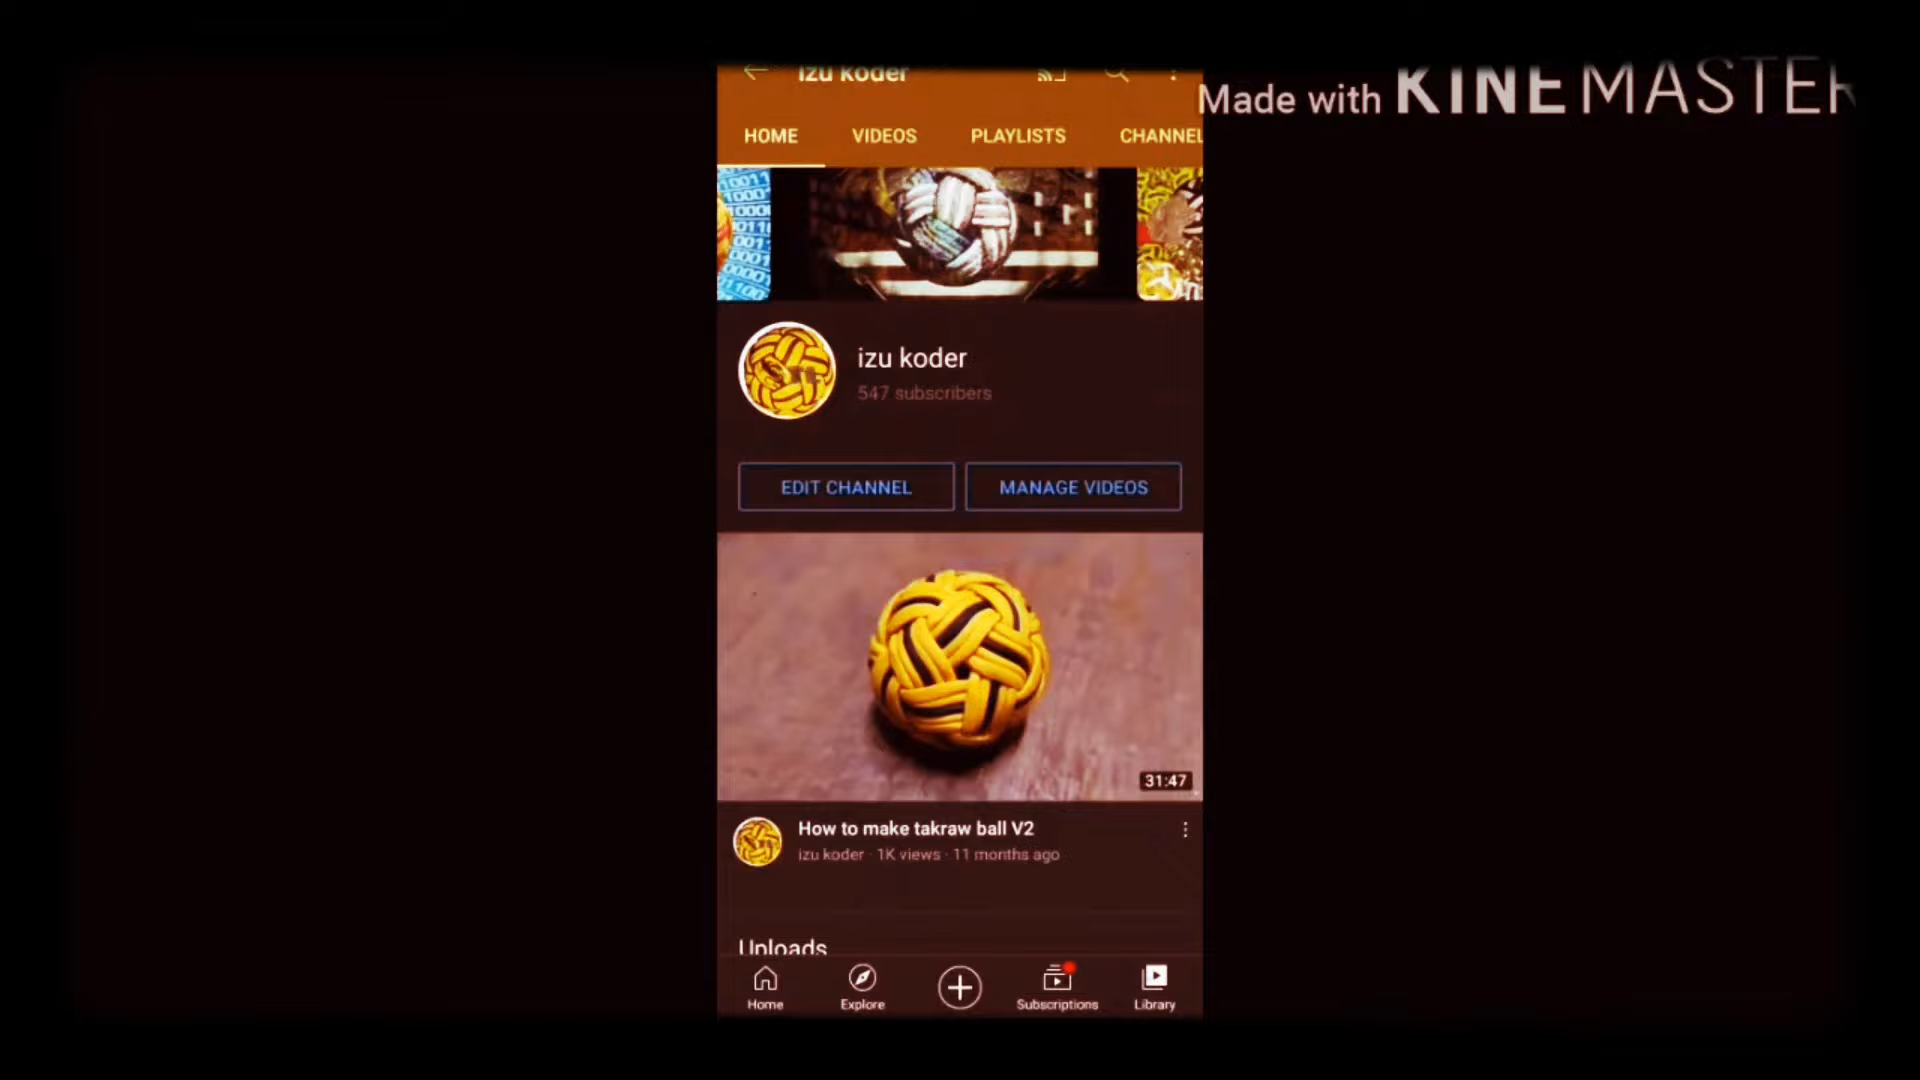 izu koder
Made with KINEMASTER
HOME VIDEOS PLAYLISTS CHANNEL
izu koder
547 subscribers
EDIT CHANNEL MANAGE VIDEOS
31:47
How to make takraw ball V2
izu koder · 1K views · 11 months ago
Uploads
Home Explore Subscriptions Library